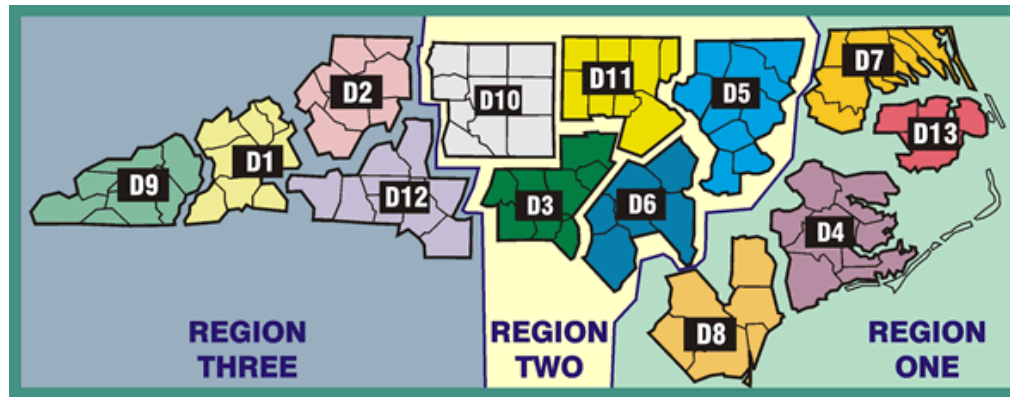 D7
D2
D11
D10
D5
D13
D1
D9
D12
D3
D6
D4
D8
REGION
THREE
REGION
TWO
REGION
ONE